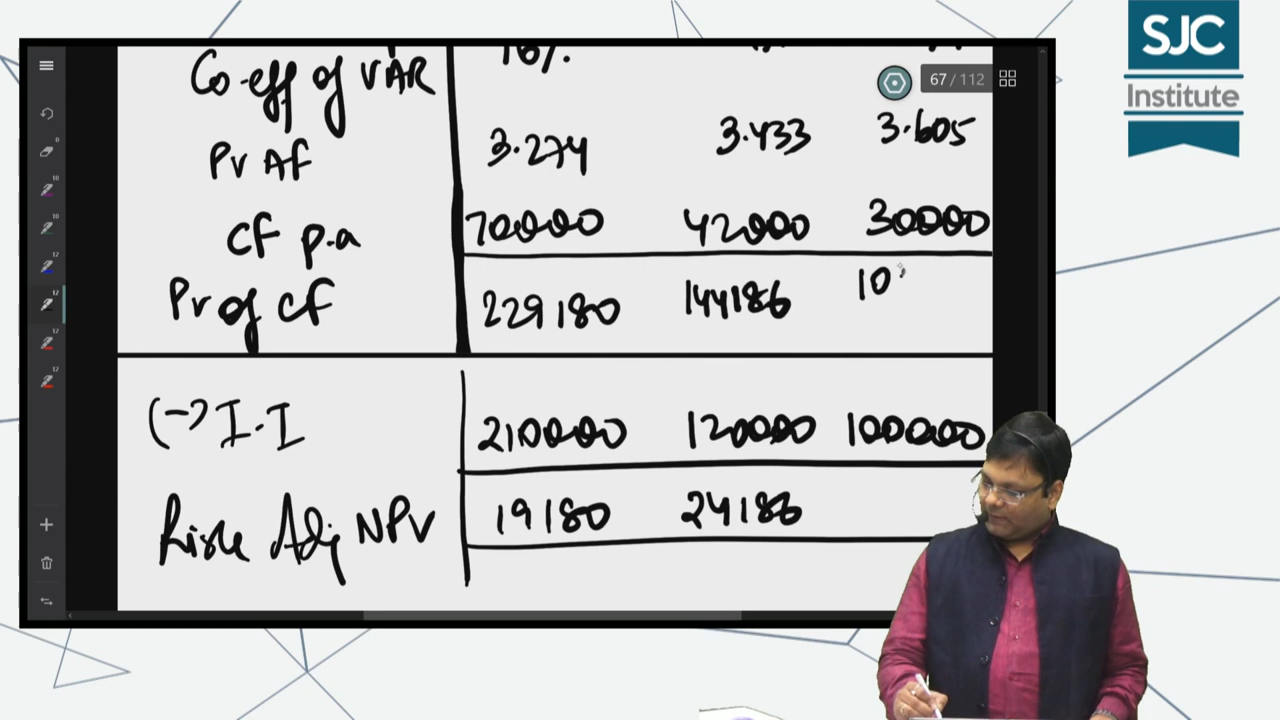 SJC
Institute
67 / 112
Co-eff of VAR 16%.
PV AF 3.274 3.433 3.605
CF p.a 70000 42000 30000
PV of CF 229180 144186 10
(-) I.I 210000 120000 100000
Risk Adj NPV 19180 24186